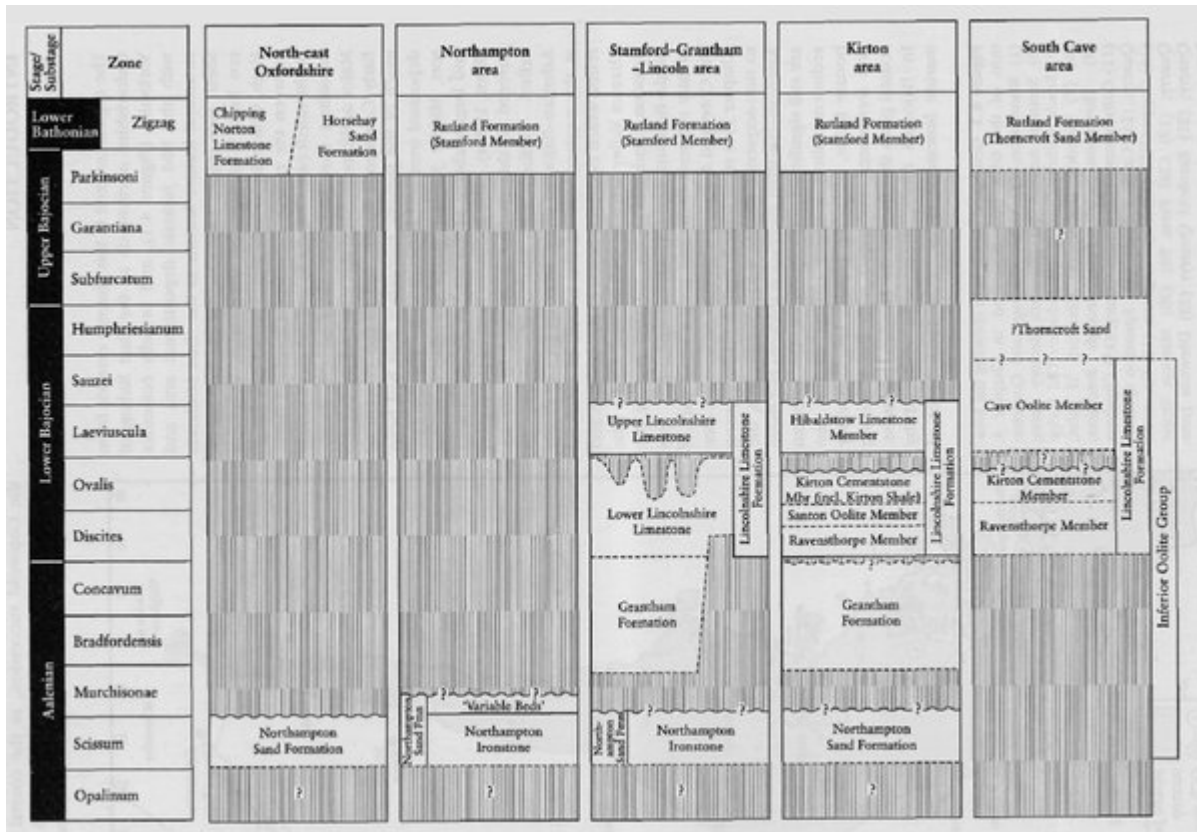 Stage/
Substage
Zone
North-east
Oxfordshire
Northampton
area
Stamford–Grantham
–Lincoln area
Kirton
area
South Cave
area
Lower
Bathonian
Zigzag
Chipping
Norton
Limestone
Formation
Horsehay
Sand
Formation
Rutland Formation
(Stamford Member)
Rutland Formation
(Stamford Member)
Rutland Formation
(Stamford Member)
Rutland Formation
(Thorncroft Sand Member)
Upper Bajocian
Parkinsoni
Garantiana
?
Subfurcatum
Lower Bajocian
Humphriesianum
?Thorncroft Sand
Sauzei
? ?
? ?
? ? ?
Laeviuscula
Upper Lincolnshire
Limestone
Hibaldstow Limestone
Member
Cave Oolite Member
? ? ?
Ovalis
Kirton Cementstone
Mbr (incl. Kirton Shale)
Kirton Cementstone
Member
Lower Lincolnshire
Limestone
Santon Oolite Member
Discites
Ravensthorpe Member
Ravensthorpe Member
Lincolnshire Limestone
Formation
Lincolnshire Limestone
Formation
Lincolnshire Limestone
Formation
Inferior Oolite Group
Aalenian
Concavum
?
Grantham
Formation
Grantham
Formation
Bradfordensis
Murchisonae
? ?
'Variable Beds'
? ?
? ?
Scissum
Northampton
Sand Formation
Northampton
Sand Fmn
Northampton
Ironstone
North-
ampton
Sand Fmn
Northampton
Ironstone
Northampton
Sand Formation
Opalinum
?
?
?
?